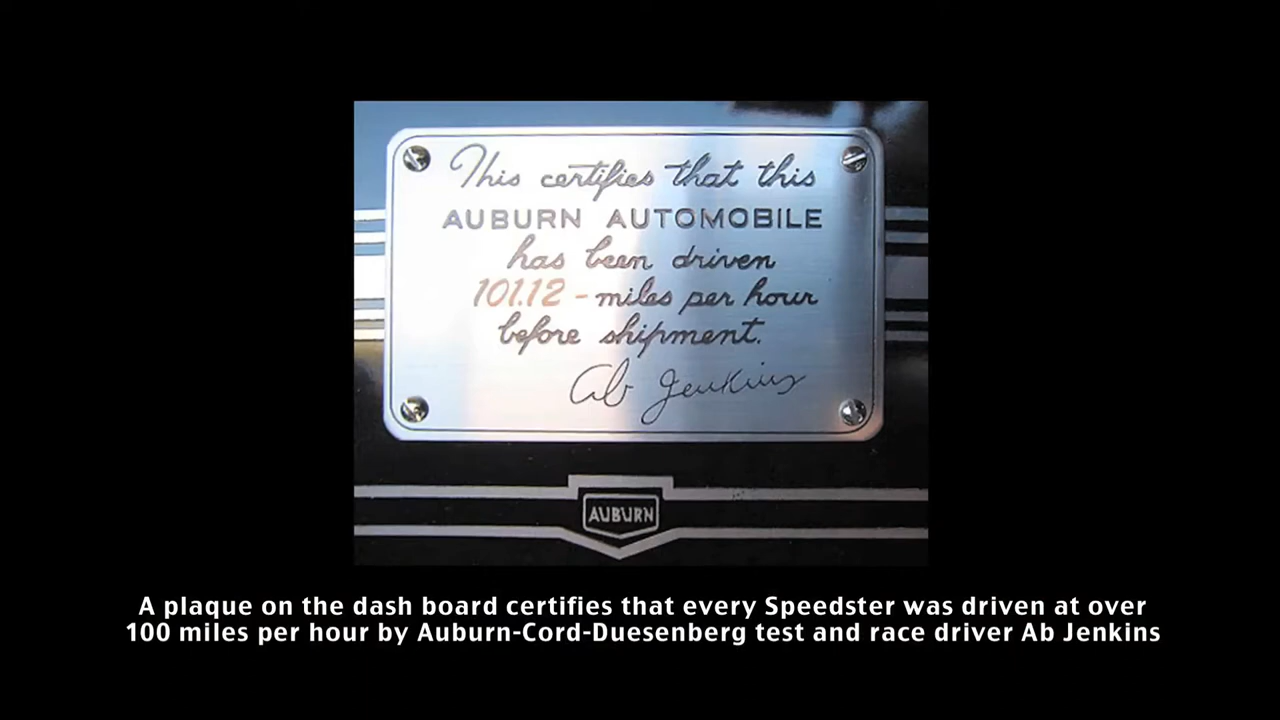 This certifies that this
AUBURN AUTOMOBILE
has been driven
101.12 - miles per hour
before shipment.
Ab Jenkins
AUBURN
A plaque on the dash board certifies that every Speedster was driven at over
100 miles per hour by Auburn-Cord-Duesenberg test and race driver Ab Jenkins